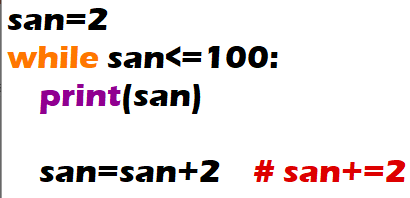 san=2
while san<=100:
    print(san)
    san=san+2    # san+=2